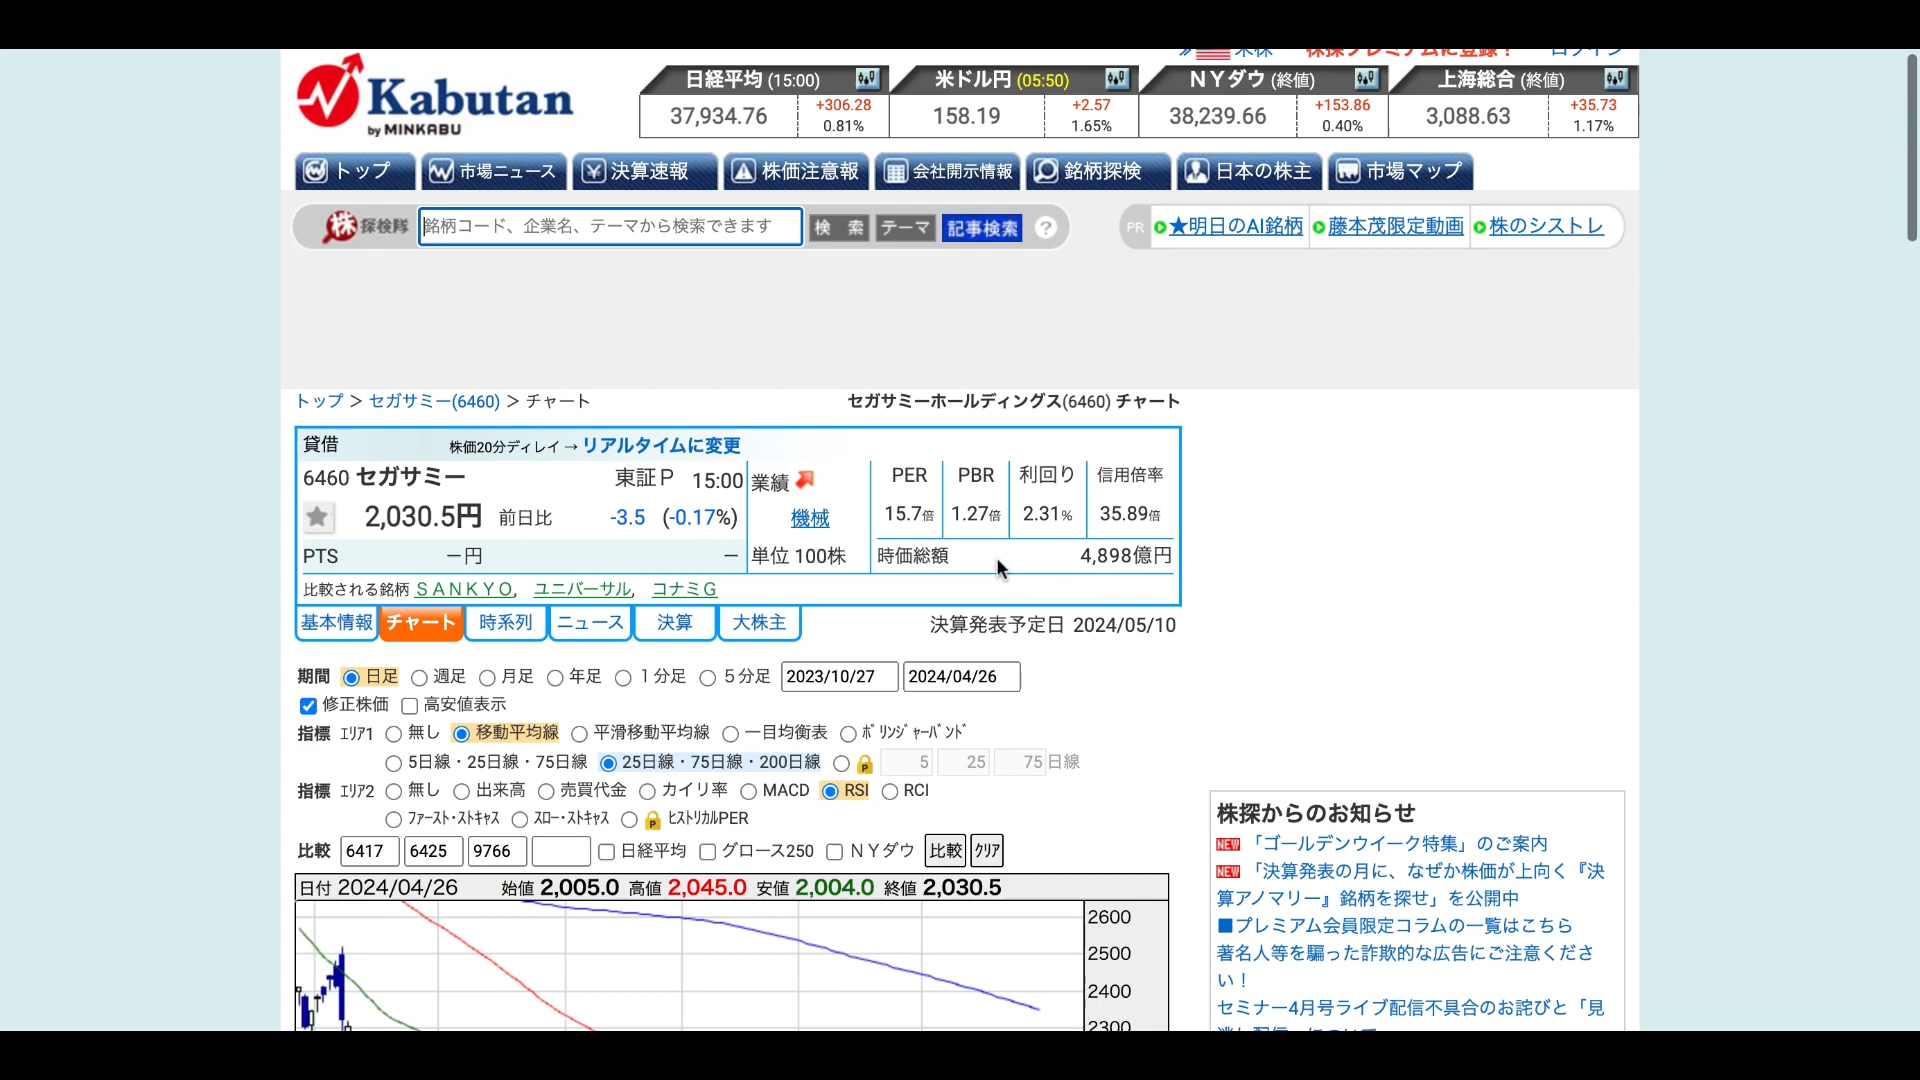 Kabutan
by MINKABU
日経平均 (15:00)
37,934.76
+306.28
0.81%
米ドル円 (05:50)
158.19
+2.57
1.65%
NYダウ (終値)
38,239.66
+153.86
0.40%
上海総合 (終値)
3,088.63
+35.73
1.17%
トップ 市場ニュース 決算速報 株価注意報 会社開示情報 銘柄探検 日本の株主 市場マップ
株探検隊 銘柄コード、企業名、テーマから検索できます 検 索 テーマ 記事検索 ? PR ★明日のAI銘柄 藤本茂限定動画 株のシストレ
トップ > セガサミー(6460) > チャート
セガサミーホールディングス(6460) チャート
貸借 株価20分ディレイ → リアルタイムに変更
6460 セガサミー 東証P 15:00
2,030.5円 前日比 -3.5 (-0.17%)
PTS －円 －
業績
機械
単位 100株
PER PBR 利回り 信用倍率
15.7倍 1.27倍 2.31% 35.89倍
時価総額 4,898億円
比較される銘柄 SANKYO, ユニバーサル, コナミG
基本情報 チャート 時系列 ニュース 決算 大株主
決算発表予定日 2024/05/10
期間 日足 週足 月足 年足 1分足 5分足 2023/10/27 2024/04/26
修正株価 高安値表示
指標 ｴﾘｱ1 無し 移動平均線 平滑移動平均線 一目均衡表 ﾎﾞﾘﾝｼﾞｬｰﾊﾞﾝﾄﾞ
5日線・25日線・75日線 25日線・75日線・200日線 P 5 25 75 日線
指標 ｴﾘｱ2 無し 出来高 売買代金 カイリ率 MACD RSI RCI
ﾌｧｰｽﾄ・ｽﾄｷｬｽ ｽﾛｰ・ｽﾄｷｬｽ P ﾋｽﾄﾘｶﾙPER
比較 6417 6425 9766 日経平均 グロース250 NYダウ 比較 ｸﾘｱ
日付 2024/04/26 始値 2,005.0 高値 2,045.0 安値 2,004.0 終値 2,030.5
2600
2500
2400
2300
株探からのお知らせ
NEW 「ゴールデンウイーク特集」のご案内
NEW 「決算発表の月に、なぜか株価が上向く『決
算アノマリー』銘柄を探せ」を公開中
■プレミアム会員限定コラムの一覧はこちら
著名人等を騙った詐欺的な広告にご注意くださ
い！
セミナー4月号ライブ配信不具合のお詫びと「見